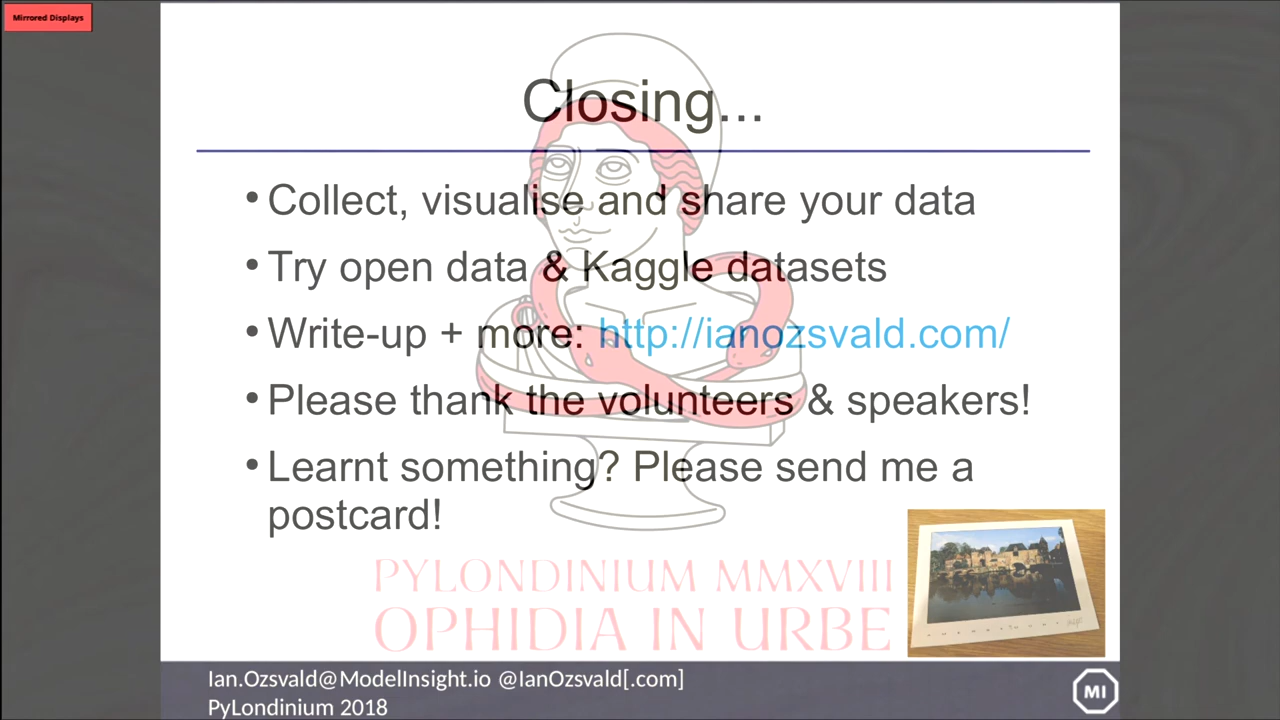 Mirrored Displays
Closing...
• Collect, visualise and share your data
• Try open data & Kaggle datasets
• Write-up + more: http://ianozsvald.com/
• Please thank the volunteers & speakers!
• Learnt something? Please send me a
postcard!
PYLONDINIUM MMXVIII
OPHIDIA IN URBE
Ian.Ozsvald@ModelInsight.io @IanOzsvald[.com]
PyLondinium 2018
MI